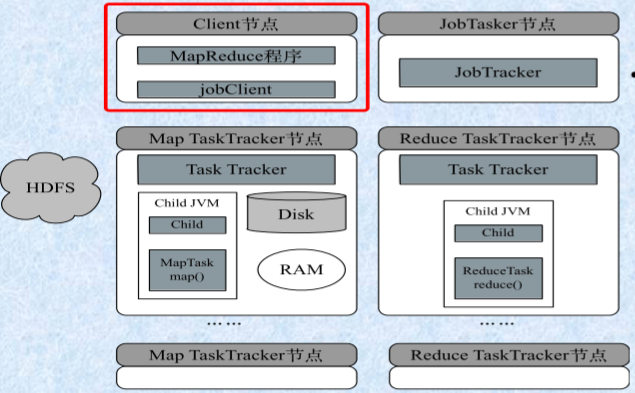 Client节点
MapReduce程序
jobClient
JobTasker节点
JobTracker
HDFS
Map TaskTracker节点
Task Tracker
Child JVM
Child
MapTask
map()
Disk
RAM
... ...
Map TaskTracker节点
Reduce TaskTracker节点
Task Tracker
Child JVM
Child
ReduceTask
reduce()
... ...
Reduce TaskTracker节点